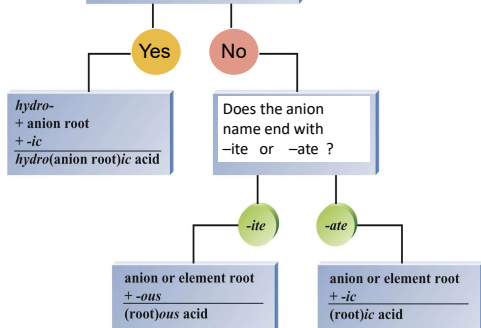 Yes
No
hydro-
+ anion root
+ -ic
hydro(anion root)ic acid
Does the anion
name end with
–ite or –ate ?
-ite
-ate
anion or element root
+ -ous
(root)ous acid
anion or element root
+ -ic
(root)ic acid